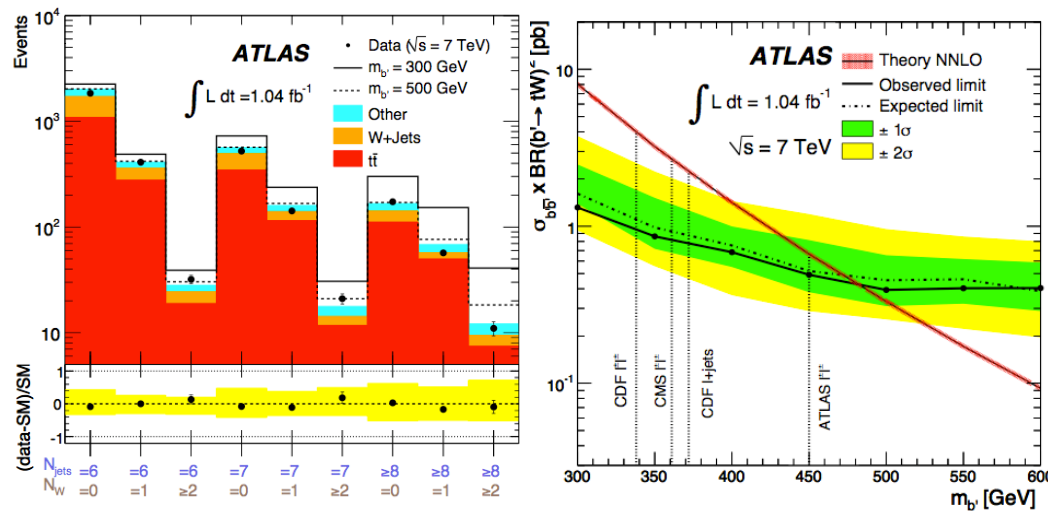 Events
10⁴
10³
10²
10
ATLAS
∫ L dt = 1.04 fb⁻¹
Data (√s = 7 TeV)
m_b' = 300 GeV
m_b' = 500 GeV
Other
W+Jets
tt̄
(data-SM)/SM
1
0
-1
N_jets =6 =6 =6 =7 =7 =7 ≥8 ≥8 ≥8
N_W =0 =1 ≥2 =0 =1 ≥2 =0 =1 ≥2
σ_b'b̄' x BR(b'→ tW)² [pb]
10
1
10⁻¹
ATLAS
∫ L dt = 1.04 fb⁻¹
√s = 7 TeV
Theory NNLO
Observed limit
Expected limit
± 1σ
± 2σ
CDF l±l±
CMS l±l±
CDF l+jets
ATLAS l±l±
300 350 400 450 500 550 600
m_b' [GeV]